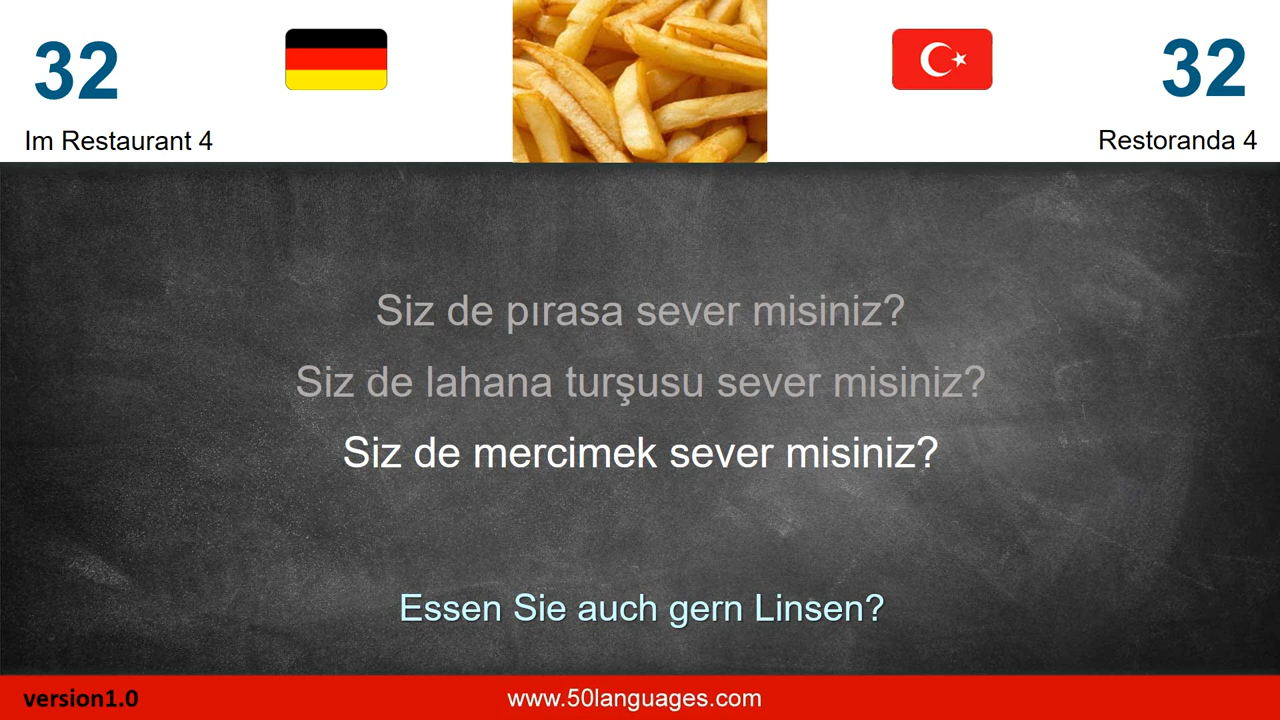 32
32
Im Restaurant 4
Restoranda 4
Siz de pırasa sever misiniz?
Siz de lahana turşusu sever misiniz?
Siz de mercimek sever misiniz?
Essen Sie auch gern Linsen?
version1.0
www.50languages.com